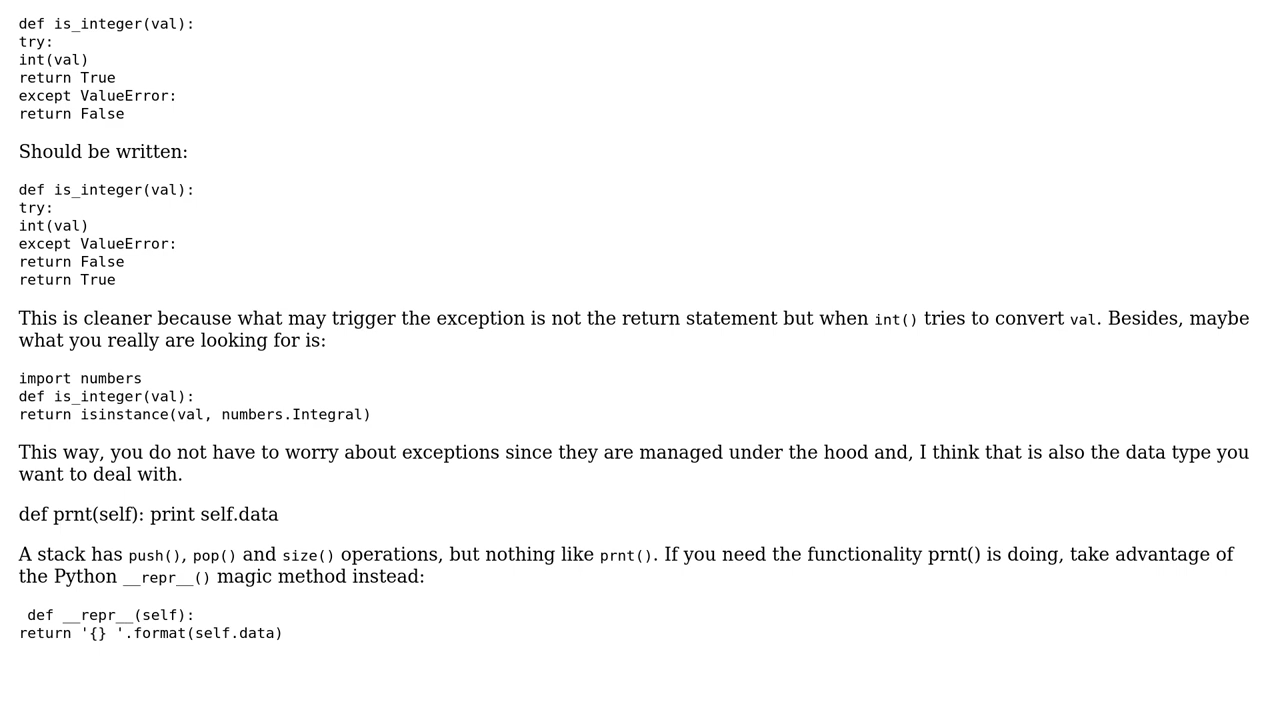 def is_integer(val):
try:
int(val)
return True
except ValueError:
return False
Should be written:
def is_integer(val):
try:
int(val)
except ValueError:
return False
return True
This is cleaner because what may trigger the exception is not the return statement but when int() tries to convert val. Besides, maybe
what you really are looking for is:
import numbers
def is_integer(val):
return isinstance(val, numbers.Integral)
This way, you do not have to worry about exceptions since they are managed under the hood and, I think that is also the data type you
want to deal with.
def prnt(self): print self.data
A stack has push(), pop() and size() operations, but nothing like prnt(). If you need the functionality prnt() is doing, take advantage of
the Python __repr__() magic method instead:
def __repr__(self):
return '{} '.format(self.data)